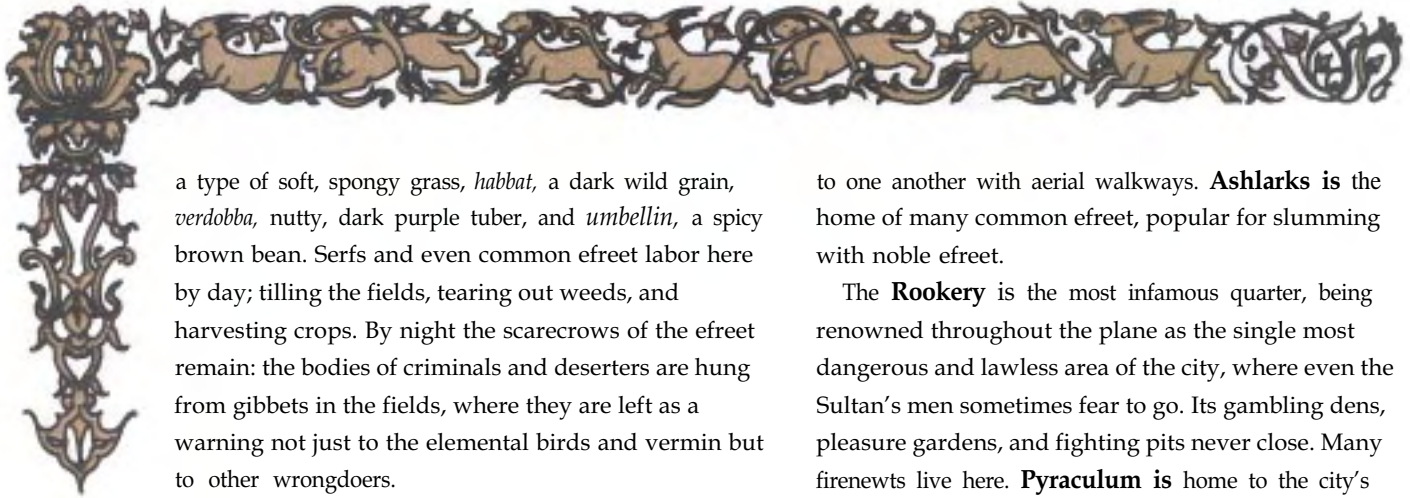 a type of soft, spongy grass, habbat, a dark wild grain,
verdobba, nutty, dark purple tuber, and umbellin, a spicy
brown bean. Serfs and even common efreet labor here
by day; tilling the fields, tearing out weeds, and
harvesting crops. By night the scarecrows of the efreet
remain: the bodies of criminals and deserters are hung
from gibbets in the fields, where they are left as a
warning not just to the elemental birds and vermin but
to other wrongdoers.
to one another with aerial walkways. Ashlarks is the
home of many common efreet, popular for slumming
with noble efreet.
The Rookery is the most infamous quarter, being
renowned throughout the plane as the single most
dangerous and lawless area of the city, where even the
Sultan's men sometimes fear to go. Its gambling dens,
pleasure gardens, and fighting pits never close. Many
firenewts live here. Pyraculum is home to the city's